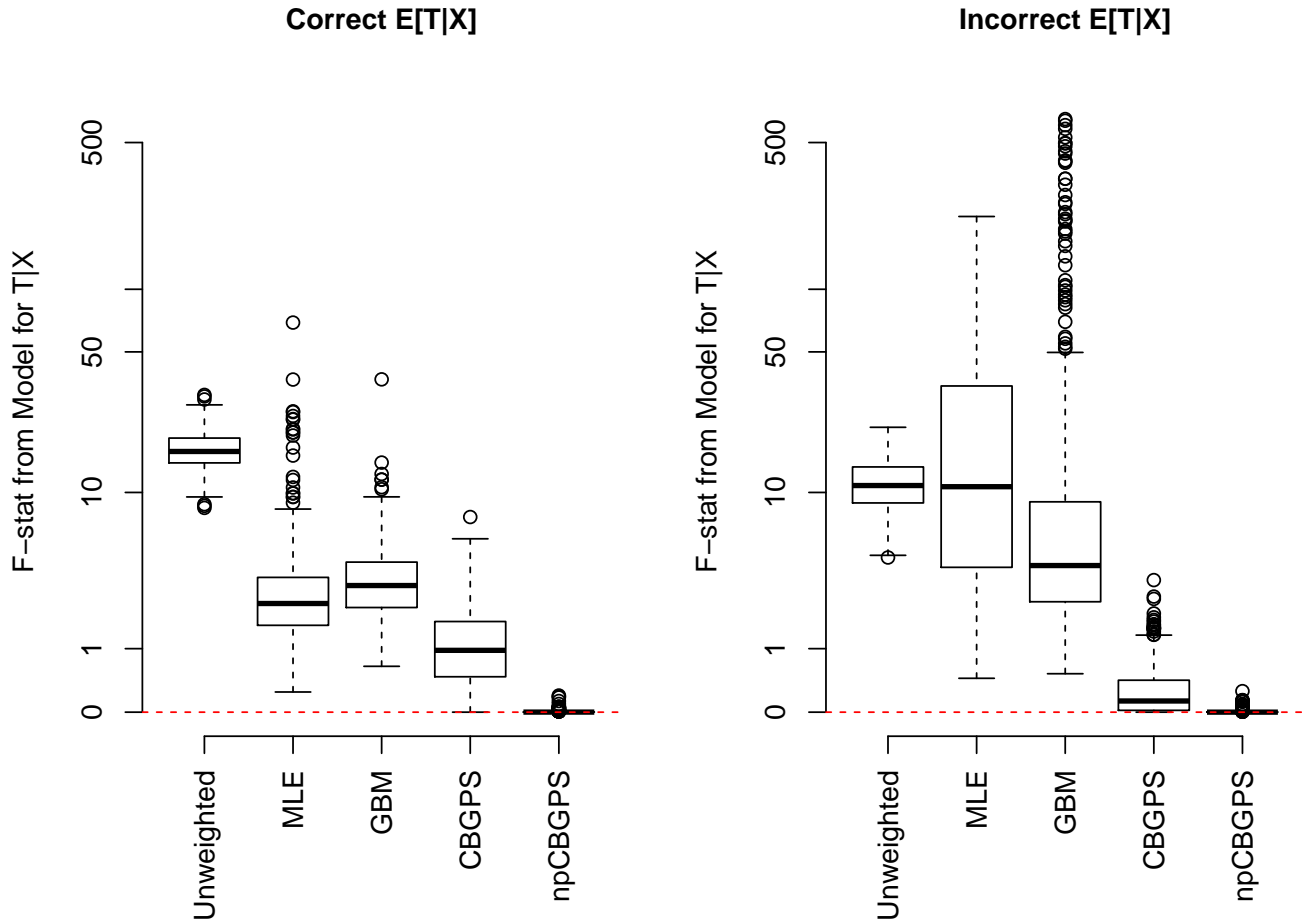 Correct E[T|X]
F−stat from Model for T|X
500
50
10
1
0
Unweighted
MLE
GBM
CBGPS
npCBGPS
Incorrect E[T|X]
F−stat from Model for T|X
500
50
10
1
0
Unweighted
MLE
GBM
CBGPS
npCBGPS